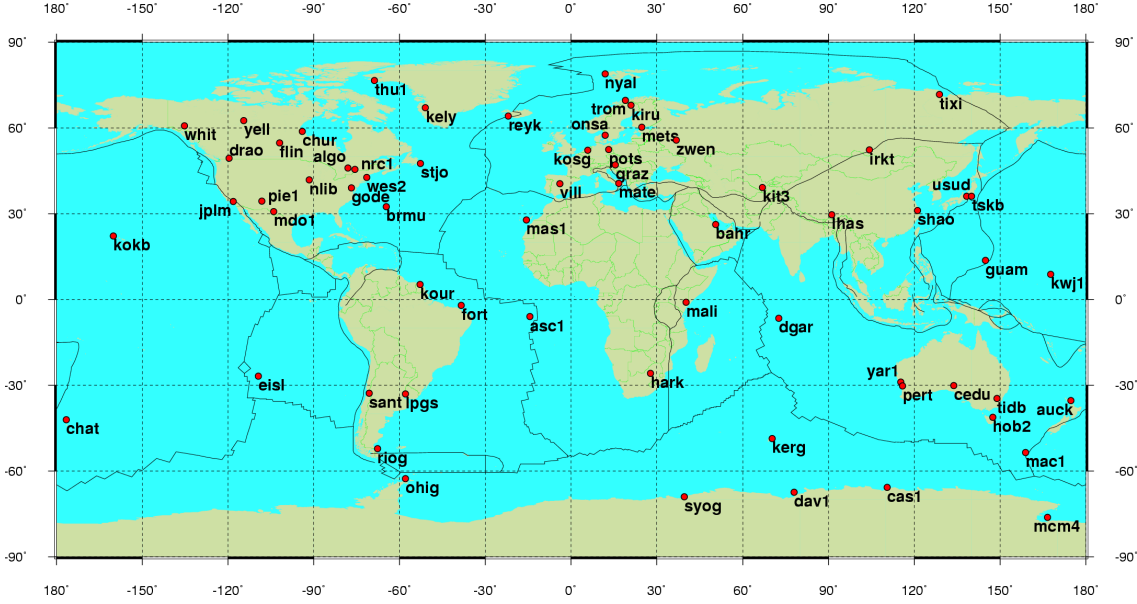 180° -150° -120° -90° -60° -30° 0° 30° 60° 90° 120° 150° 180°
90° 90°
thu1 nyal
tixi
kely trom kiru
reyk onsa
60° whit yell chur mets 60°
drao flin algo nrc1 stjo kosg pots zwen irkt
graz
nlib wes2 vill mate kit3 usud
pie1 gode
30° jplm mdo1 brmu mas1 bahr lhas shao tskb 30°
kokb
guam
kour kwj1
0° fort mali 0°
asc1 dgar
eisl hark yar1
-30° sant lpgs pert cedu tidb auck -30°
chat hob2
riog kerg mac1
-60° ohig -60°
syog dav1 cas1
mcm4
-90° -90°
180° -150° -120° -90° -60° -30° 0° 30° 60° 90° 120° 150° 180°